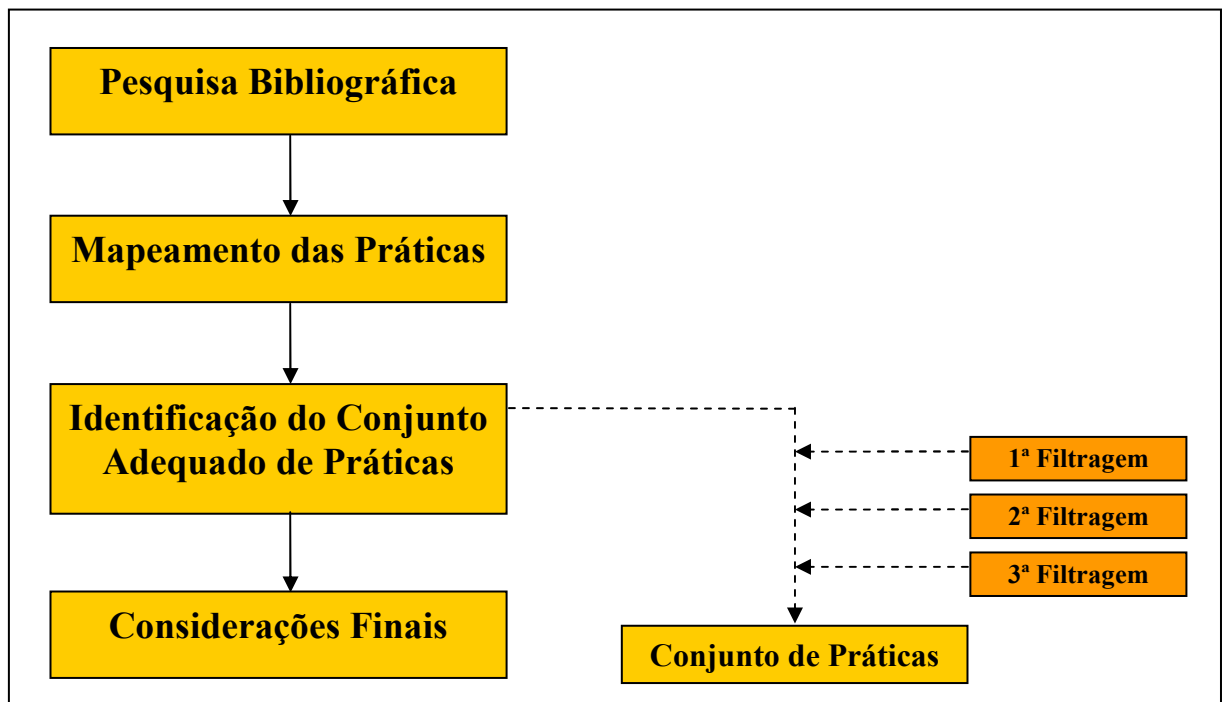 Pesquisa Bibliográfica
Mapeamento das Práticas
Identificação do Conjunto
Adequado de Práticas
1ª Filtragem
2ª Filtragem
3ª Filtragem
Considerações Finais
Conjunto de Práticas